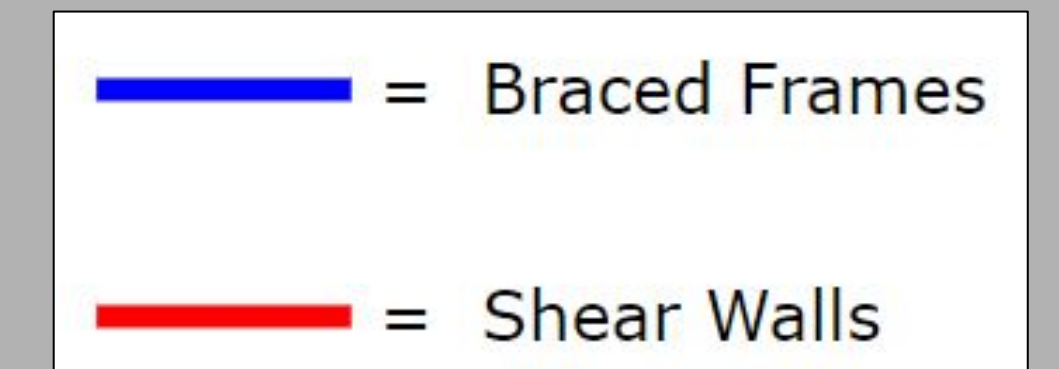 = Braced Frames
= Shear Walls